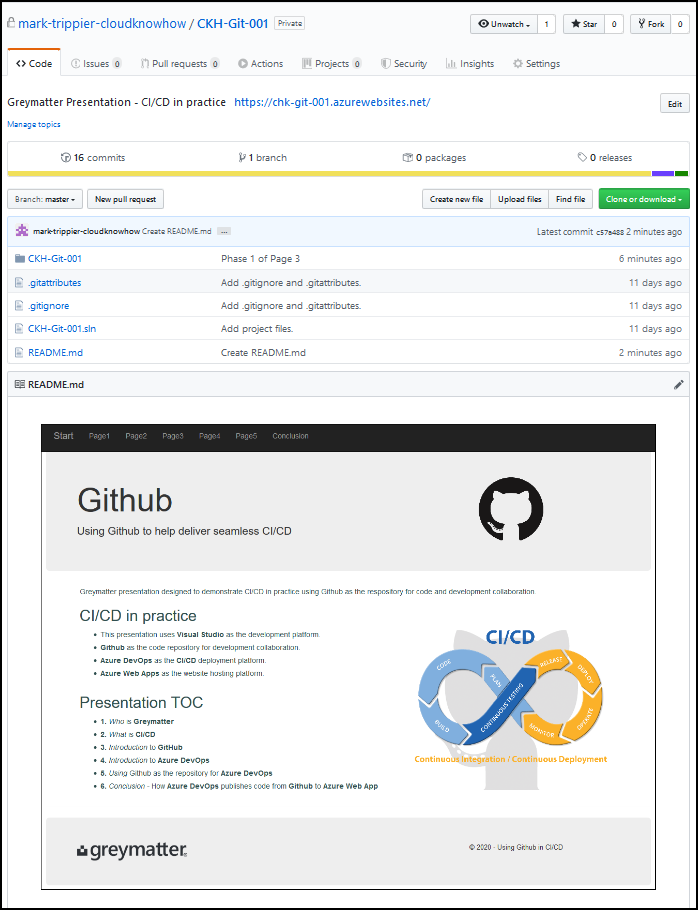 mark-trippier-cloudknowhow / CKH-Git-001 Private
Unwatch 1 Star 0 Fork 0
Code Issues 0 Pull requests 0 Actions Projects 0 Security Insights Settings
Greymatter Presentation - CI/CD in practice https://chk-git-001.azurewebsites.net/ Edit
Manage topics
16 commits 1 branch 0 packages 0 releases
Branch: master New pull request Create new file Upload files Find file Clone or download
mark-trippier-cloudknowhow Create README.md ... Latest commit c57a488 2 minutes ago
CKH-Git-001 Phase 1 of Page 3 6 minutes ago
.gitattributes Add .gitignore and .gitattributes. 11 days ago
.gitignore Add .gitignore and .gitattributes. 11 days ago
CKH-Git-001.sln Add project files. 11 days ago
README.md Create README.md 2 minutes ago
README.md
Start Page1 Page2 Page3 Page4 Page5 Conclusion
Github
Using Github to help deliver seamless CI/CD
Greymatter presentation designed to demonstrate CI/CD in practice using Github as the respository for code and development collaboration.
CI/CD in practice
• This presentation uses Visual Studio as the development platform.
• Github as the code repository for development collaboration.
• Azure DevOps as the CI/CD deployment platform.
• Azure Web Apps as the website hosting platform.
Presentation TOC
• 1. Who is Greymatter
• 2. What is CI/CD
• 3. Introduction to GitHub
• 4. Introduction to Azure DevOps
• 5. Using Github as the repository for Azure DevOps
• 6. Conclusion - How Azure DevOps publishes code from Github to Azure Web App
CI/CD
CODE
BUILD
PLAN
CONTINUOUS TESTING
RELEASE
DEPLOY
OPERATE
MONITOR
Continuous Integration / Continuous Deployment
greymatter.
© 2020 - Using Github in CI/CD